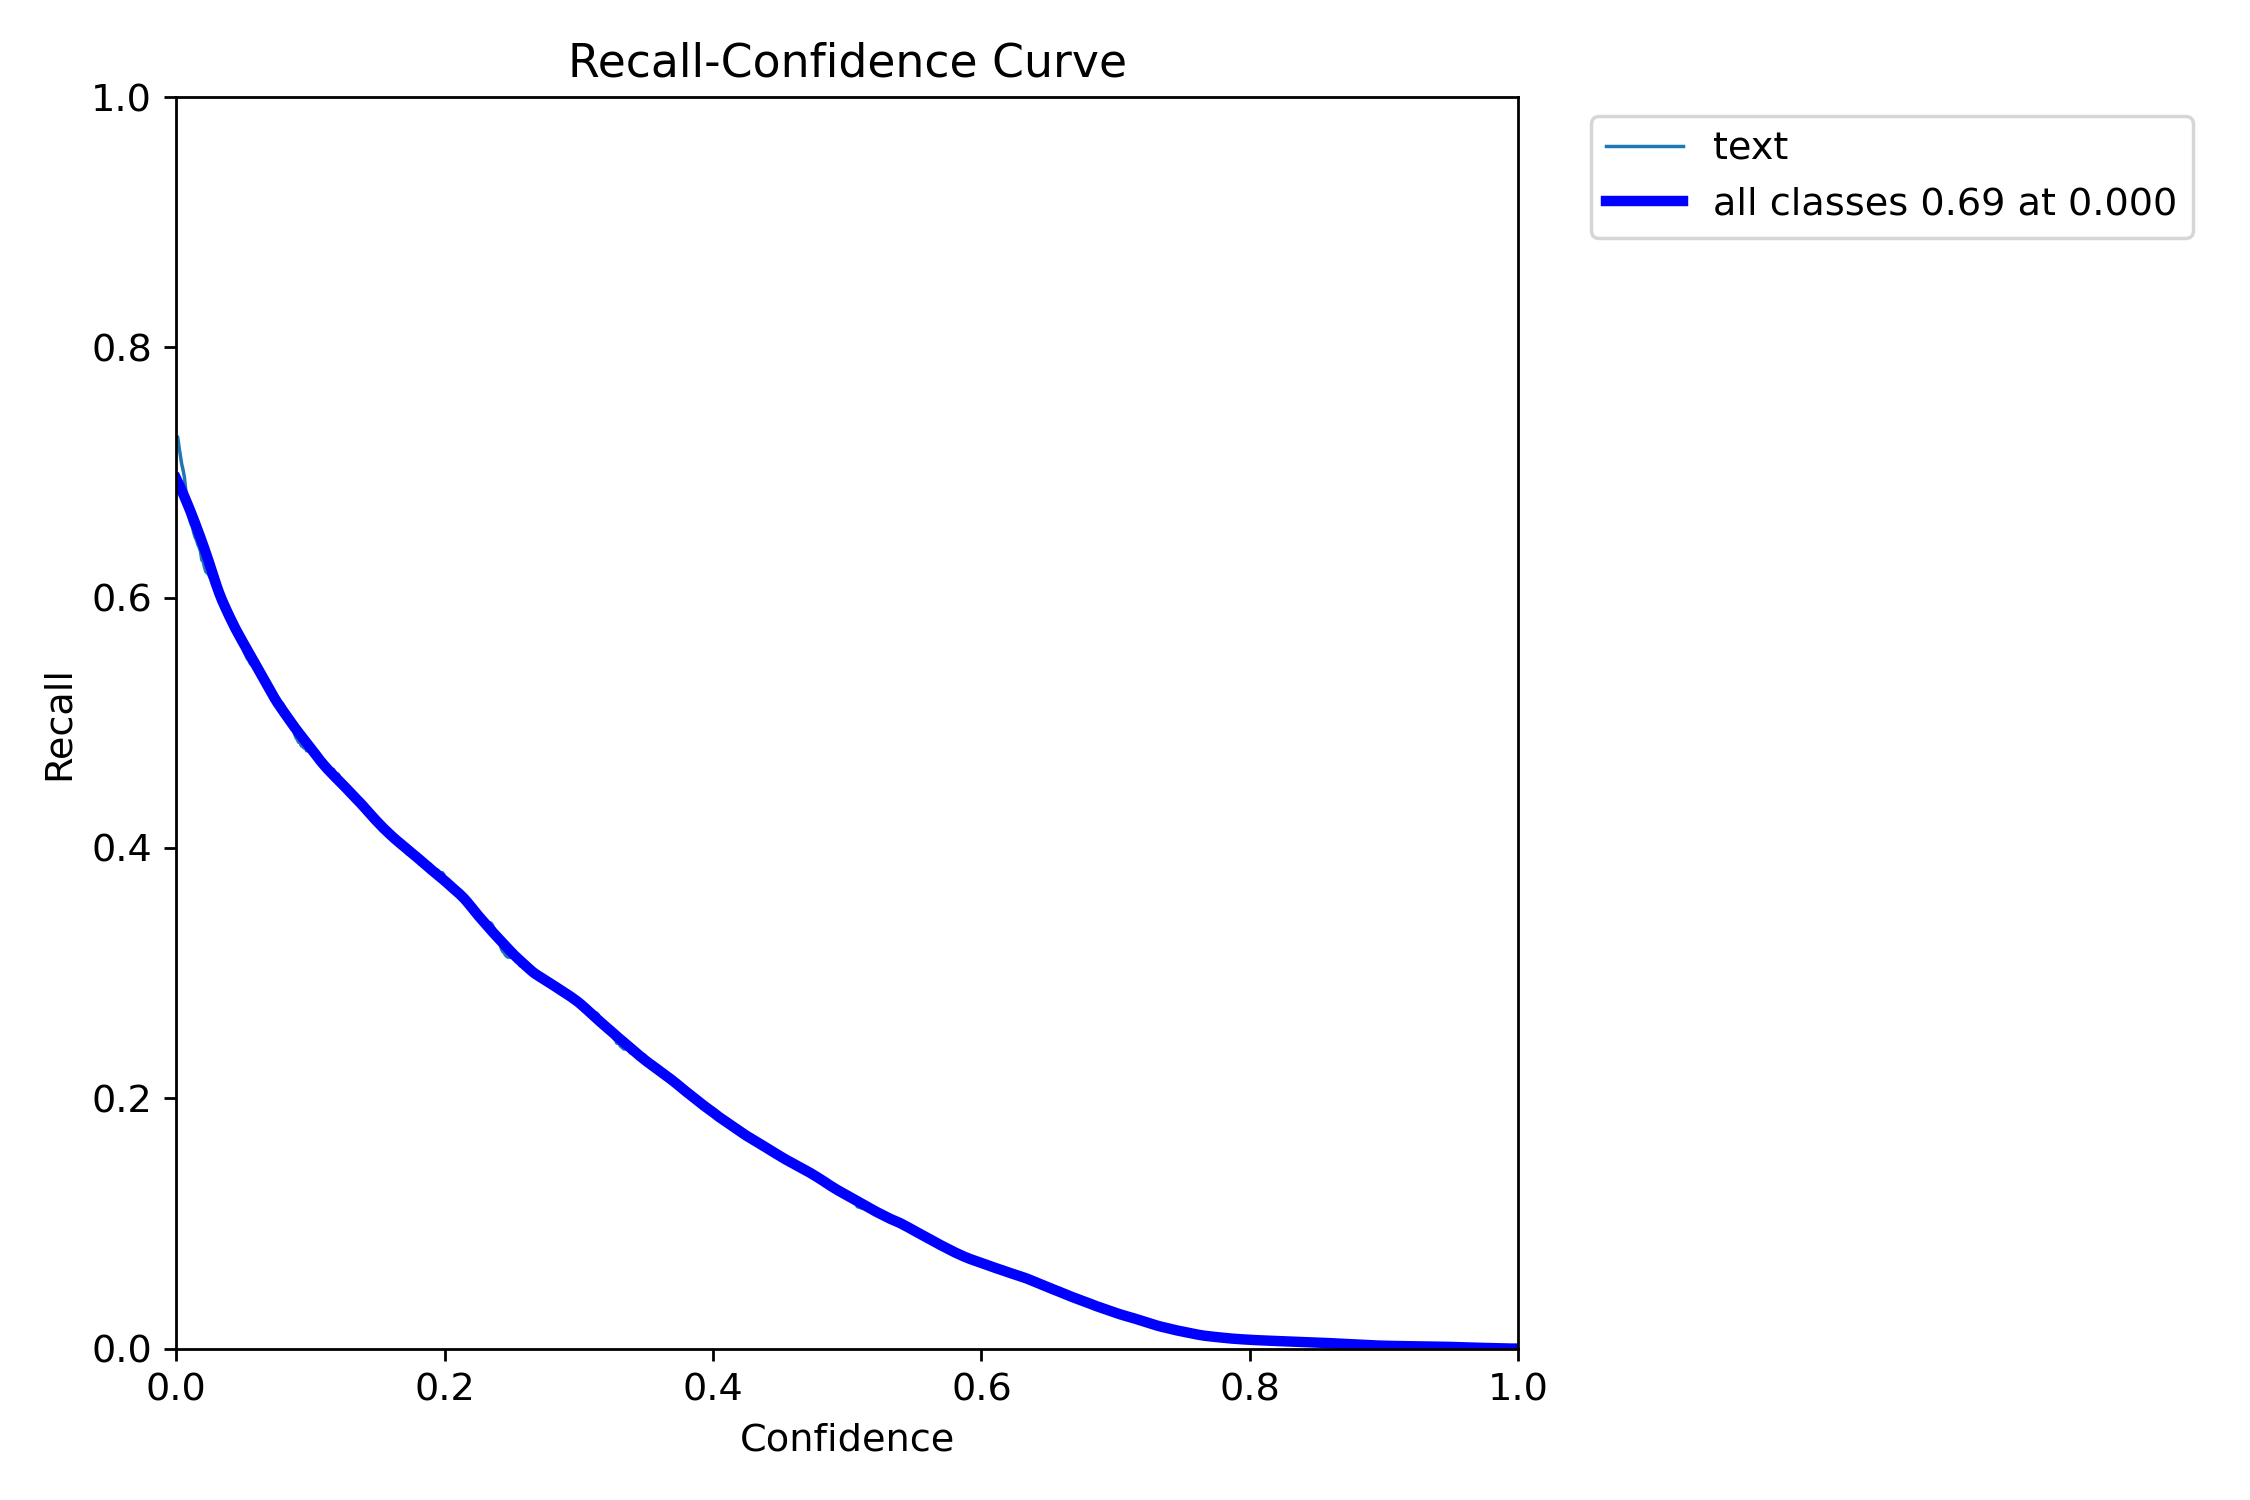 Recall-Confidence Curve
1.0
0.8
0.6
0.4
0.2
0.0
Recall
0.0 0.2 0.4 0.6 0.8 1.0
Confidence
text
all classes 0.69 at 0.000